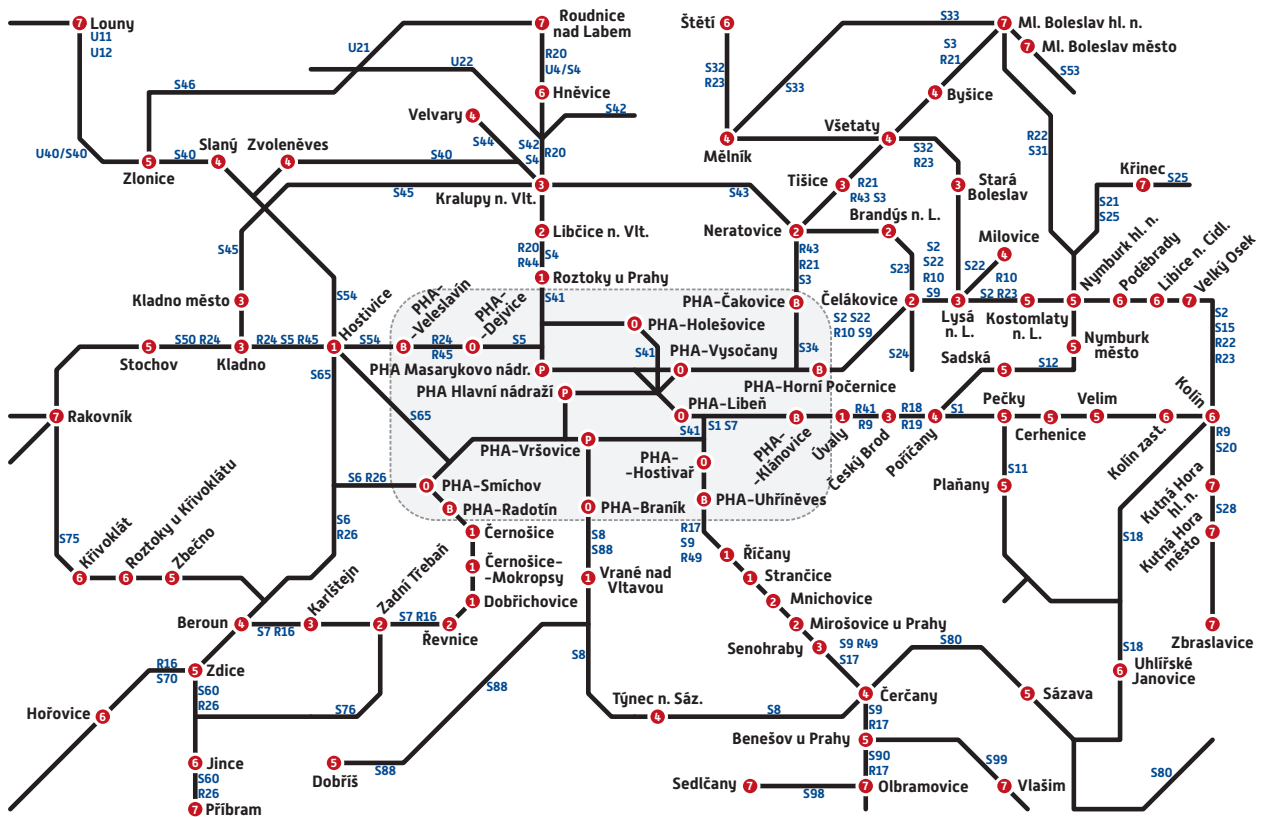 7 Louny
U11
U12
U21
7 Roudnice
nad Labem
R20
U4/S4
Štětí 6
S33
7 Ml. Boleslav hl. n.
7 Ml. Boleslav město
S53
S3
R21
U22
S46
6 Hněvice
S42
S32
R23
S33
4 Byšice
Velvary 4
S44
S42
S4
R20
R22
S31
U40/S40
5
Zlonice
S40
Slaný
4
Zvoleněves
4
S40
4
Mělník
Všetaty
4
S32
R23
Křinec
7
S25
S45
3
Kralupy n. Vlt.
S43
Tišice 3
R21
R43 S3
3 Stará
Boleslav
S21
S25
2 Libčice n. Vlt.
Neratovice 2
Brandýs n. L.
2
Milovice
4
S45
R20
R44
S4
R43
R21
S3
S23
S2
S22
R10
S9
S22
R10
S2 R23
Nymburk hl. n.
Poděbrady
Libice n. Cidl.
Velký Osek
1 Roztoky u Prahy
Kladno město 3
S54
Hostivice
PHA-
-Veleslavín
PHA-
-Dejvice
S41
PHA-Čakovice B
Čelákovice
2
3
Lysá
n. L.
5
Kostomlaty
n. L.
5
6
6
7
0
PHA-Holešovice
S2 S22
R10 S9
S2
S15
R22
R23
5
Stochov
S50 R24
3
Kladno
R24 S5 R45
1
S54
B
R24
R45
0
S5
S41
PHA-Vysočany
0
S34
S24
5
Nymburk
město
S65
PHA Masarykovo nádr.
P
B
PHA-Horní Počernice
Sadská
5
S12
PHA Hlavní nádraží P
PHA-Libeň
0
S1 S7
B
PHA-
-Klánovice
1
Úvaly
R41
R9
3
Český Brod
R18
R19
4
Poříčany
S1
Pečky
5
5
Cerhenice
Velim
5
6
Kolín zast.
Kolín
6
R9
S20
7 Rakovník
S65
S41
PHA-Vršovice
P
PHA-
-Hostivař
0
S11
S6 R26
0
PHA-Smíchov
0 PHA-Braník
B PHA-Uhříněves
Plaňany 5
Kutná Hora
hl. n.
7
B PHA-Radotín
S6
R26
S75
1 Černošice
S8
S88
R17
S9
R49
S28
S18
Kutná Hora
město
7
Křivoklát
6
Roztoky u Křivoklátu
6
Zbečno
5
1 Černošice-
-Mokropsy
1 Říčany
1 Vrané nad
Vltavou
1 Strančice
1 Dobřichovice
2 Mnichovice
Beroun 4
S7 R16
Karlštejn
3
Zadní Třebaň
2
S7 R16
2
Řevnice
2 Mirošovice u Prahy
7
Zbraslavice
Senohraby 3
S9 R49
S17
S80
S18
R16
S70
5 Zdice
S60
R26
S8
S88
6 Uhlířské
Janovice
4 Čerčany
5
Sázava
Hořovice 6
S76
Týnec n. Sáz.
4
S8
S9
R17
Benešov u Prahy 5
6 Jince
S60
R26
5
Dobříš
S88
S90
R17
S99
S80
Sedlčany 7
S98
7 Olbramovice
7 Vlašim
7 Příbram